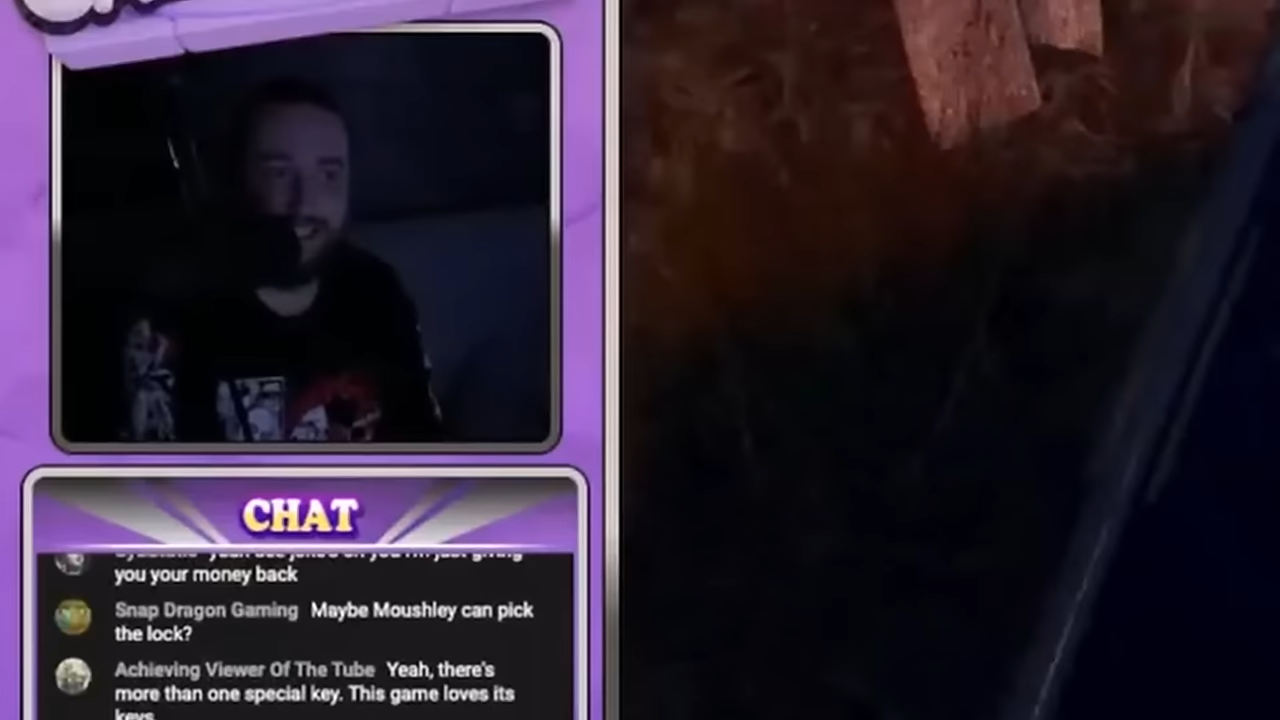 CHAT
you your money back
Snap Dragon Gaming Maybe Moushley can pick
the lock?
Achieving Viewer Of The Tube Yeah, there's
more than one special key. This game loves its
keys